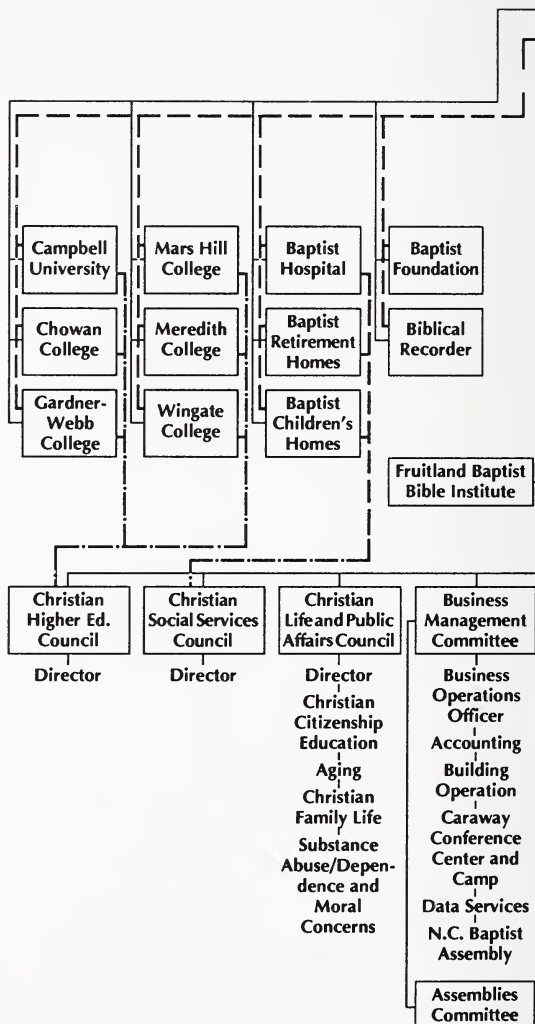 Campbell
University
Mars Hill
College
Baptist
Hospital
Baptist
Foundation
Chowan
College
Meredith
College
Baptist
Retirement
Homes
Biblical
Recorder
Gardner-
Webb
College
Wingate
College
Baptist
Children's
Homes
Fruitland Baptist
Bible Institute
Christian
Higher Ed.
Council
Director
Christian
Social Services
Council
Director
Christian
Life and Public
Affairs Council
Director
Christian
Citizenship
Education
Aging
Christian
Family Life
Substance
Abuse/Depen-
dence and
Moral
Concerns
Business
Management
Committee
Business
Operations
Officer
Accounting
Building
Operation
Caraway
Conference
Center and
Camp
Data Services
N.C. Baptist
Assembly
Assemblies
Committee